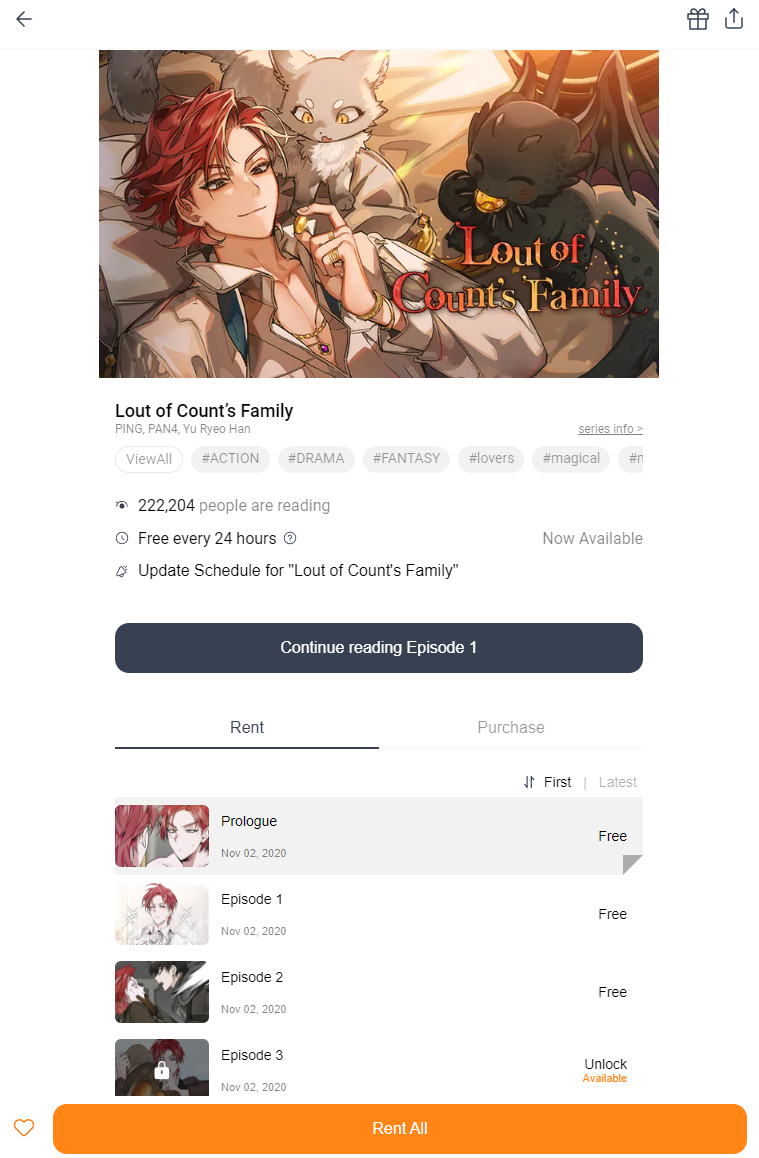 Lout of
Count's Family
Lout of Count’s Family
PING, PAN4, Yu Ryeo Han
series info >
ViewAll #ACTION #DRAMA #FANTASY #lovers #magical
222,204 people are reading
Free every 24 hours ?
Now Available
Update Schedule for "Lout of Count's Family"
Continue reading Episode 1
Rent Purchase
First | Latest
Prologue
Nov 02, 2020
Free
Episode 1
Nov 02, 2020
Free
Episode 2
Nov 02, 2020
Free
Episode 3
Nov 02, 2020
Unlock
Available
Rent All